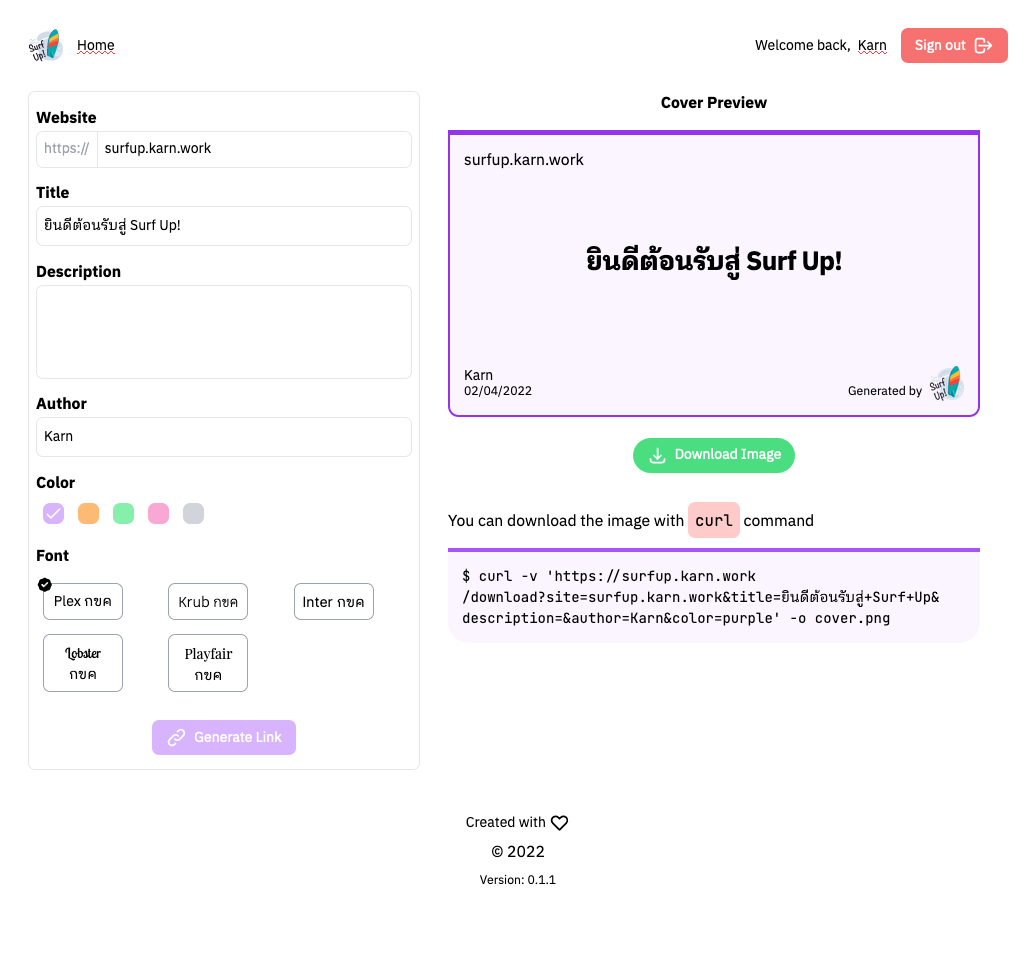 Surf Up!
Home
Welcome back, Karn
Sign out
Website
https:// surfup.karn.work
Title
ยินดีต้อนรับสู่ Surf Up!
Description
Author
Karn
Color
Font
Plex กขค
Krub กขค
Inter กขค
Lobster
กขค
Playfair
กขค
Generate Link
Cover Preview
surfup.karn.work
ยินดีต้อนรับสู่ Surf Up!
Karn
02/04/2022
Generated by
Surf Up!
Download Image
You can download the image with curl command
$ curl -v 'https://surfup.karn.work
/download?site=surfup.karn.work&title=ยินดีต้อนรับสู่+Surf+Up&
description=&author=Karn&color=purple' -o cover.png
Created with
© 2022
Version: 0.1.1